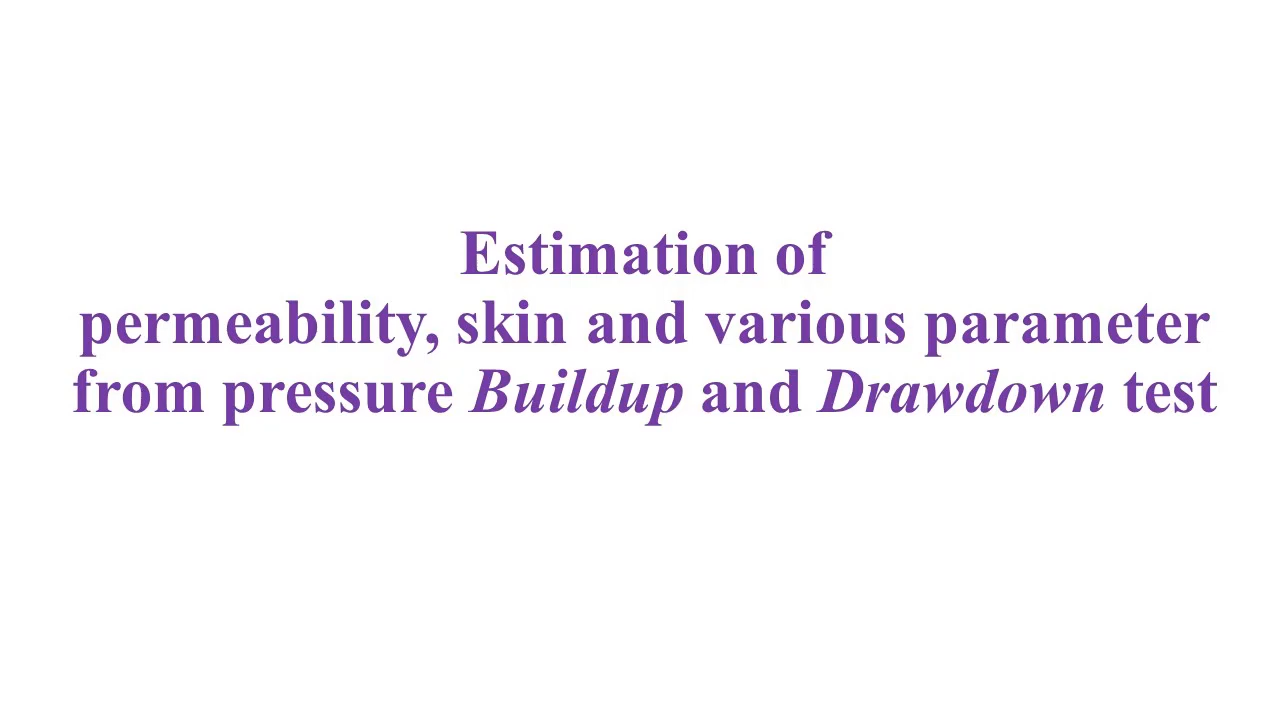 Estimation of
permeability, skin and various parameter
from pressure Buildup and Drawdown test